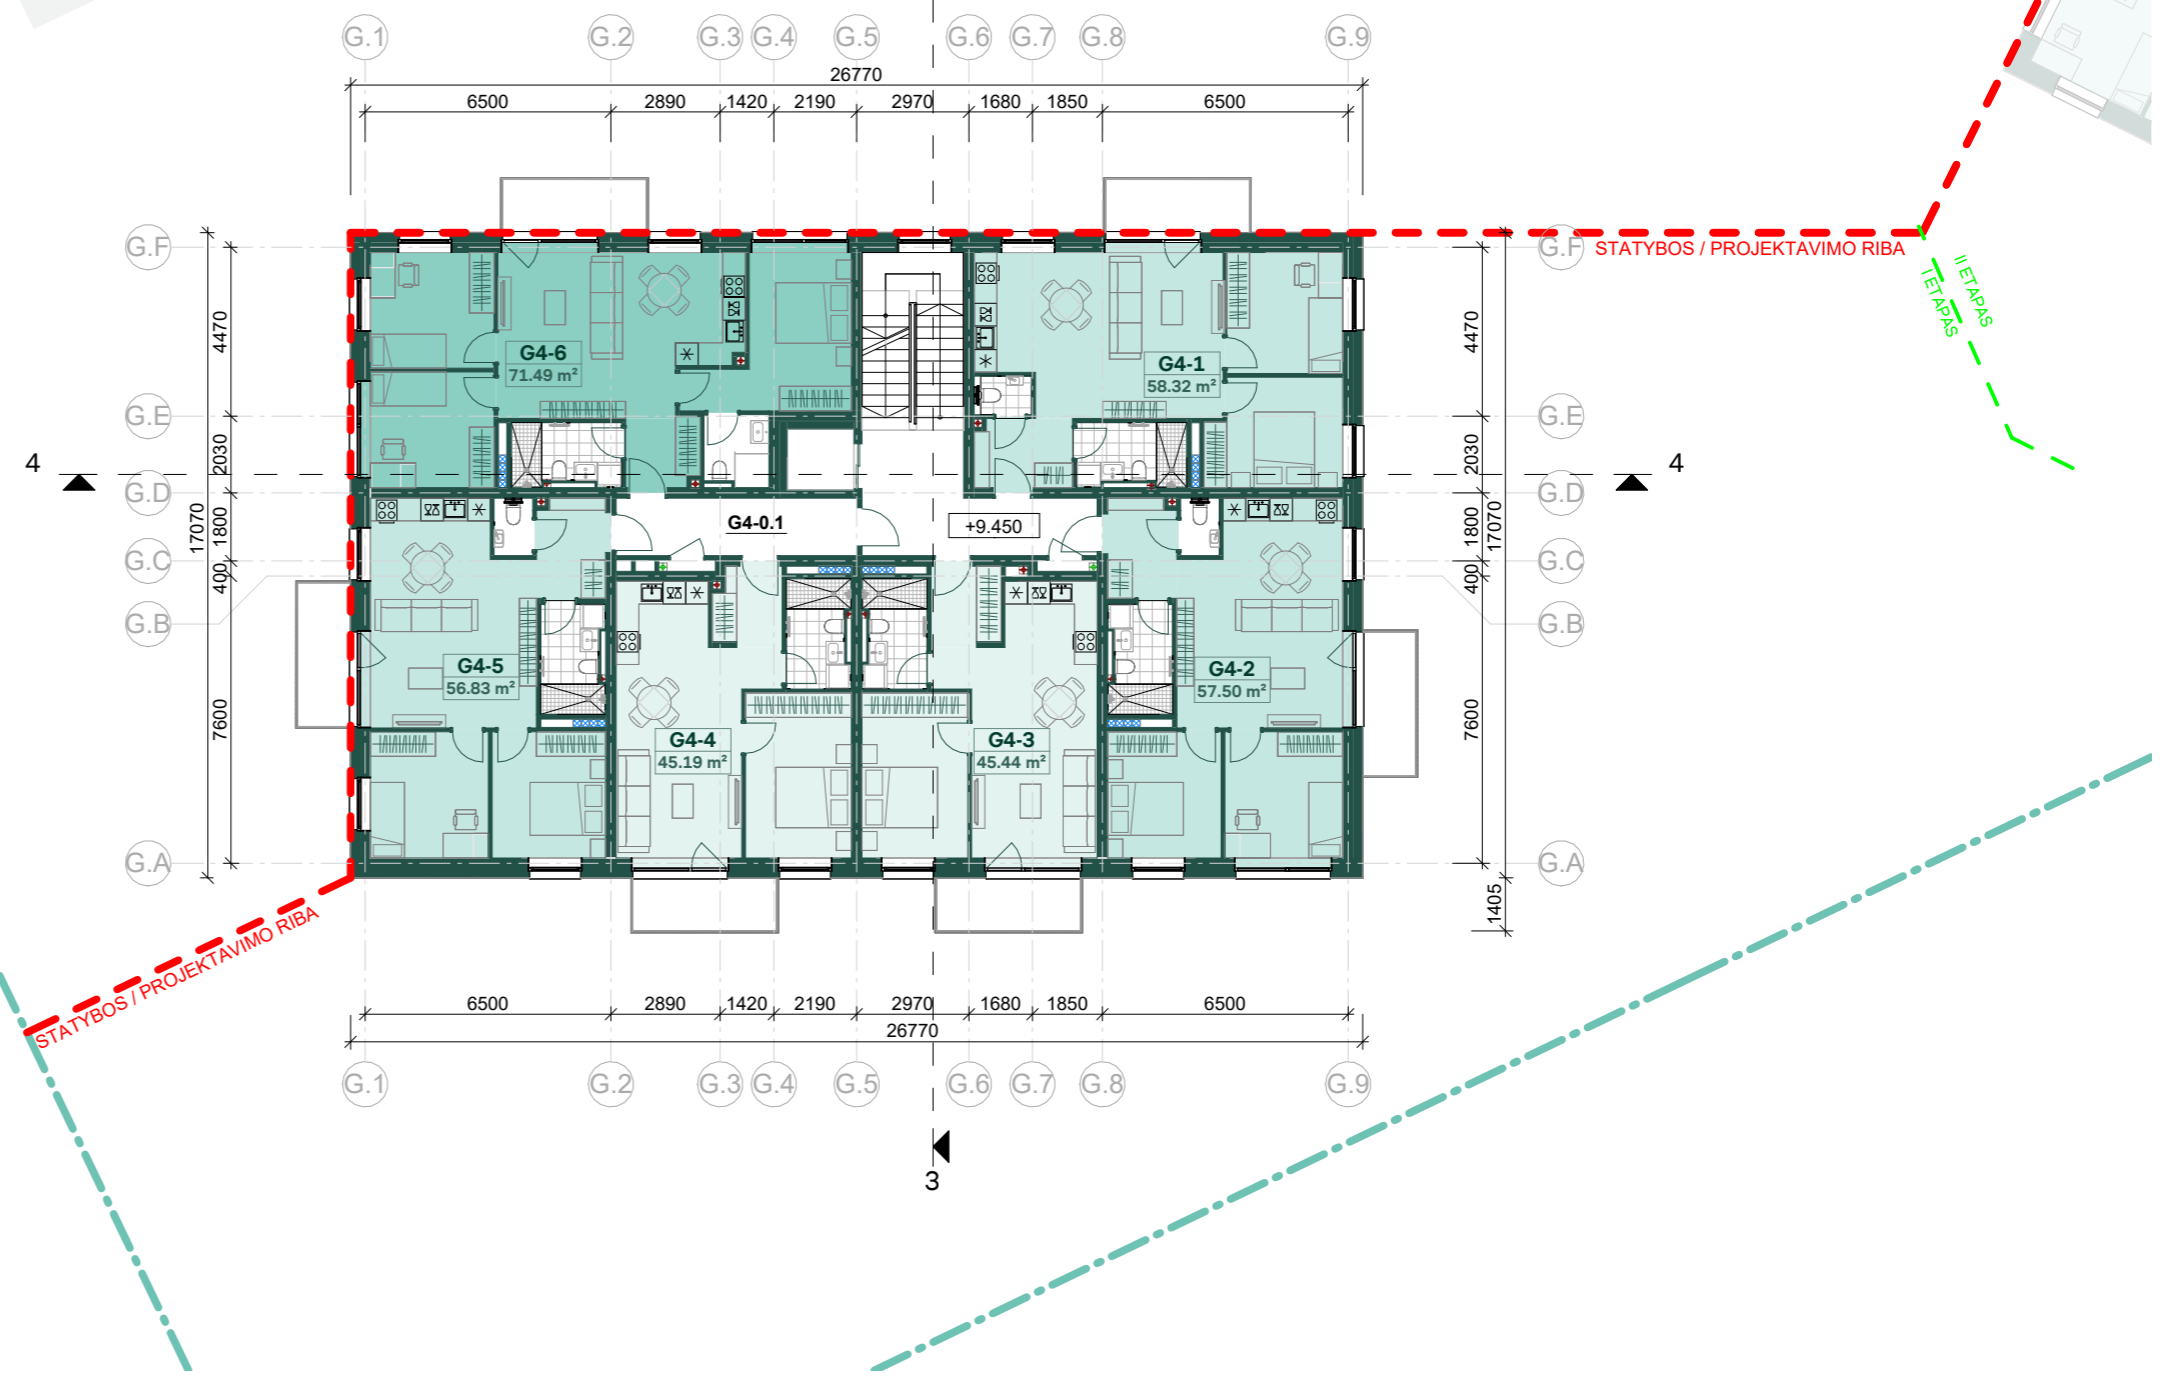 G.1 G.2 G.3 G.4 G.5 G.6 G.7 G.8 G.9
26770
6500 2890 1420 2190 2970 1680 1850 6500
G.F
G.F
STATYBOS / PROJEKTAVIMO RIBA
II ETAPAS
I ETAPAS
4470
4470
G4-6
71.49 m²
G4-1
58.32 m²
G.E
G.E
2030
2030
4
4
G.D
G.D
17070
1800
1800
17070
G4-0.1
+9.450
G.C
G.C
400
400
G.B
G.B
G4-5
56.83 m²
G4-2
57.50 m²
7600
7600
G4-4
45.19 m²
G4-3
45.44 m²
G.A
G.A
1405
STATYBOS / PROJEKTAVIMO RIBA
6500 2890 1420 2190 2970 1680 1850 6500
26770
G.1 G.2 G.3 G.4 G.5 G.6 G.7 G.8 G.9
3